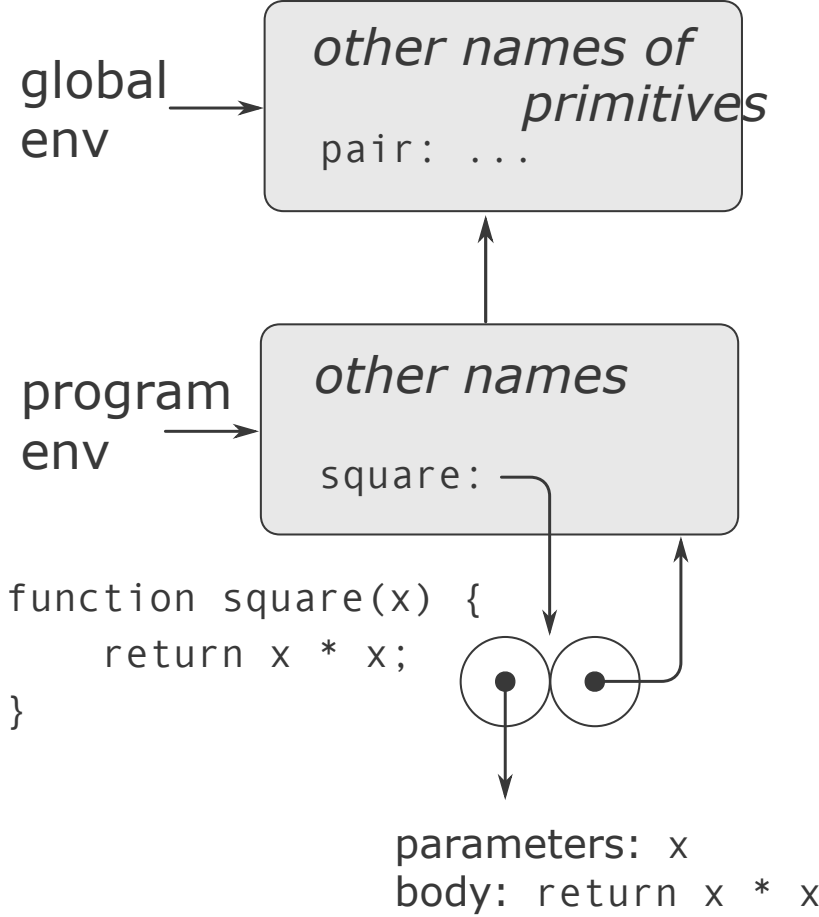 global
env
other names of
primitives
pair: ...
program
env
other names
square:
function square(x) {
    return x * x;
}
parameters: x
body: return x * x